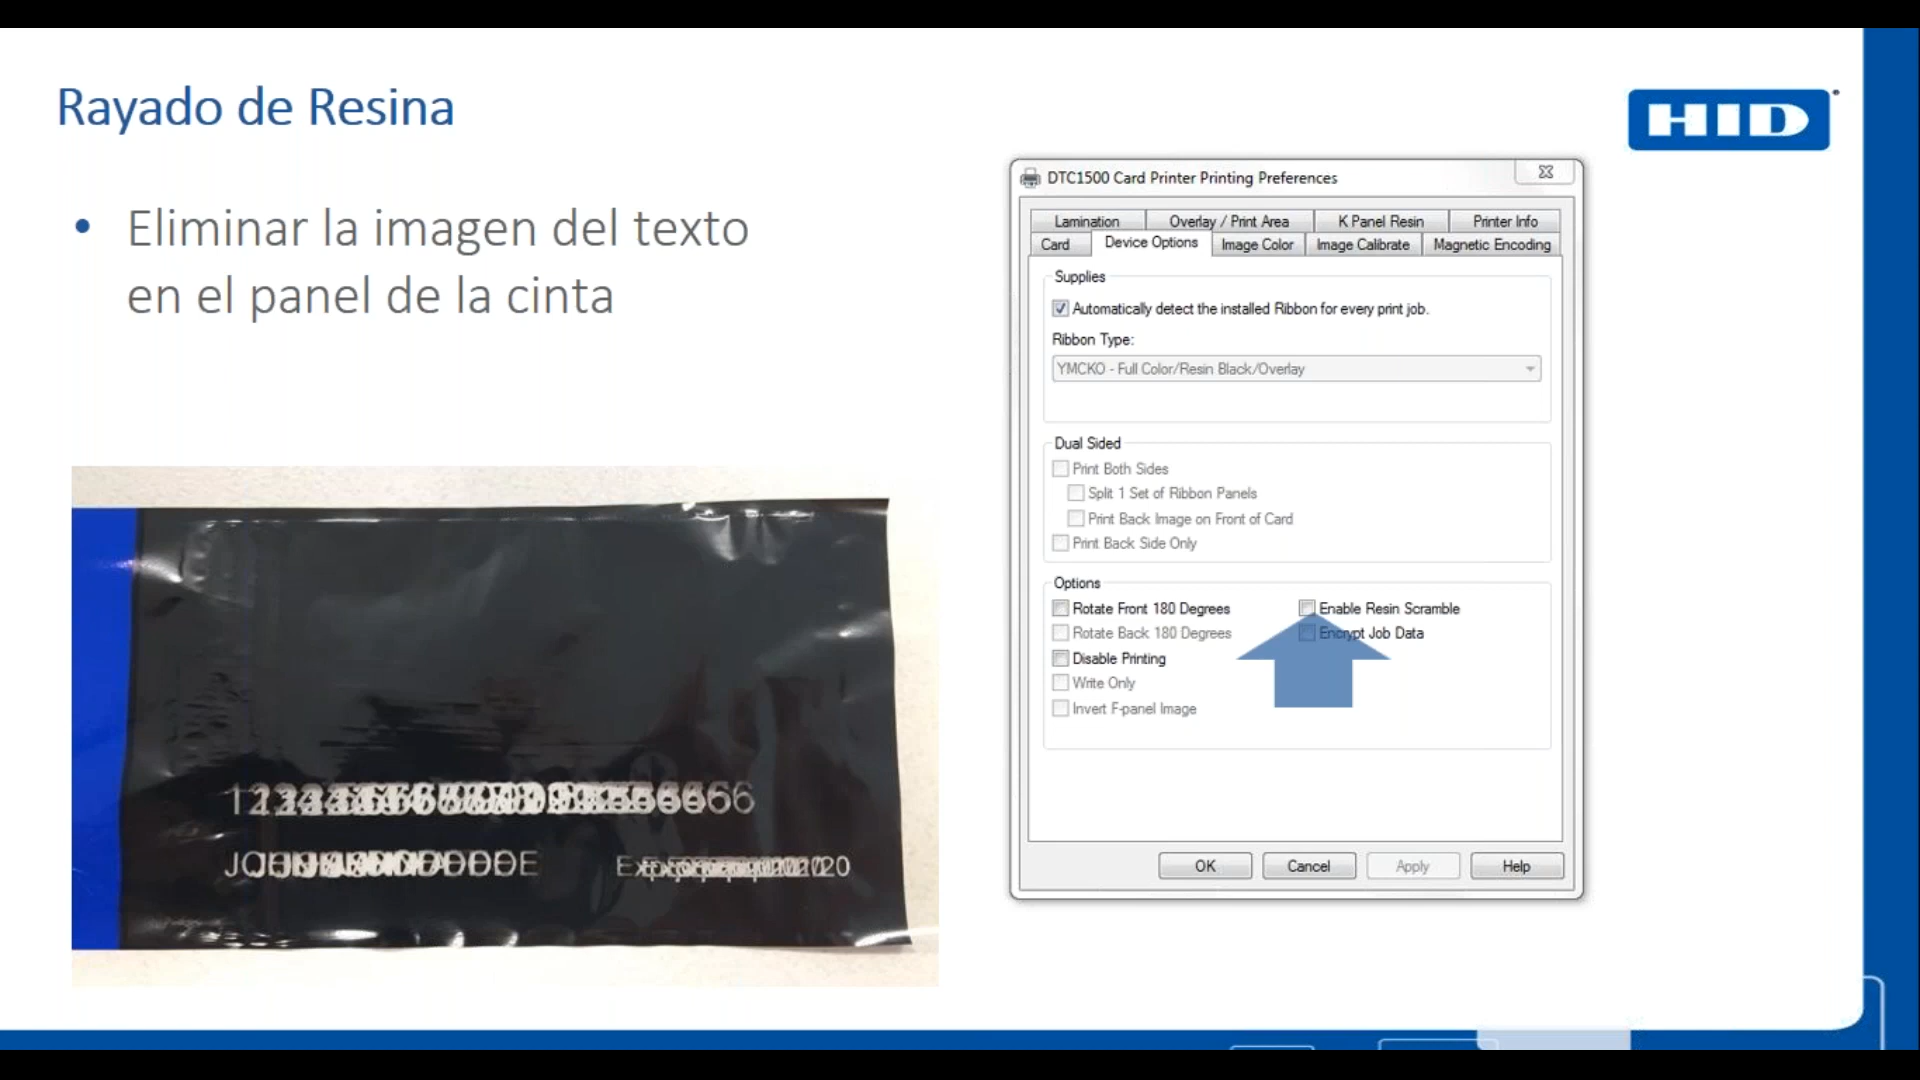 Rayado de Resina
HID
• Eliminar la imagen del texto
en el panel de la cinta
DTC1500 Card Printer Printing Preferences
Lamination
Overlay / Print Area
K Panel Resin
Printer Info
Card
Device Options
Image Color
Image Calibrate
Magnetic Encoding
Supplies
Automatically detect the installed Ribbon for every print job.
Ribbon Type:
YMCKO - Full Color/Resin Black/Overlay
Dual Sided
Print Both Sides
Split 1 Set of Ribbon Panels
Print Back Image on Front of Card
Print Back Side Only
Options
Rotate Front 180 Degrees
Enable Resin Scramble
Rotate Back 180 Degrees
Encrypt Job Data
Disable Printing
Write Only
Invert F-panel Image
OK
Cancel
Apply
Help